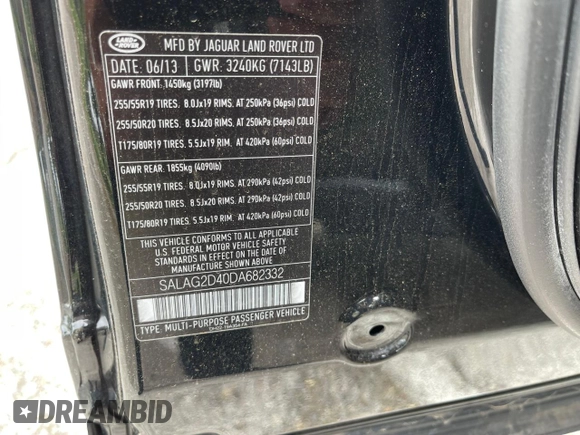 LAND ROVER
MFD BY JAGUAR LAND ROVER LTD
DATE: 06/13 GWR: 3240KG (7143LB)
GAWR FRONT: 1450kg (3197lb)
255/55R19 TIRES. 8.0Jx19 RIMS. AT 250kPa (36psi) COLD
255/50R20 TIRES. 8.5Jx20 RIMS. AT 250kPa (36psi) COLD
T175/80R19 TIRES. 5.5Jx19 RIM. AT 420kPa (60psi) COLD
GAWR REAR: 1855kg (4090lb)
255/55R19 TIRES. 8.0Jx19 RIMS. AT 290kPa (42psi) COLD
255/50R20 TIRES. 8.5Jx20 RIMS. AT 290kPa (42psi) COLD
T175/80R19 TIRES. 5.5Jx19 RIM. AT 420kPa (60psi) COLD
THIS VEHICLE CONFORMS TO ALL APPLICABLE
U.S. FEDERAL MOTOR VEHICLE SAFETY
STANDARDS IN EFFECT ON THE DATE OF
MANUFACTURE SHOWN ABOVE
SALAG2D40DA682332
TYPE: MULTI-PURPOSE PASSENGER VEHICLE
DREAMBID